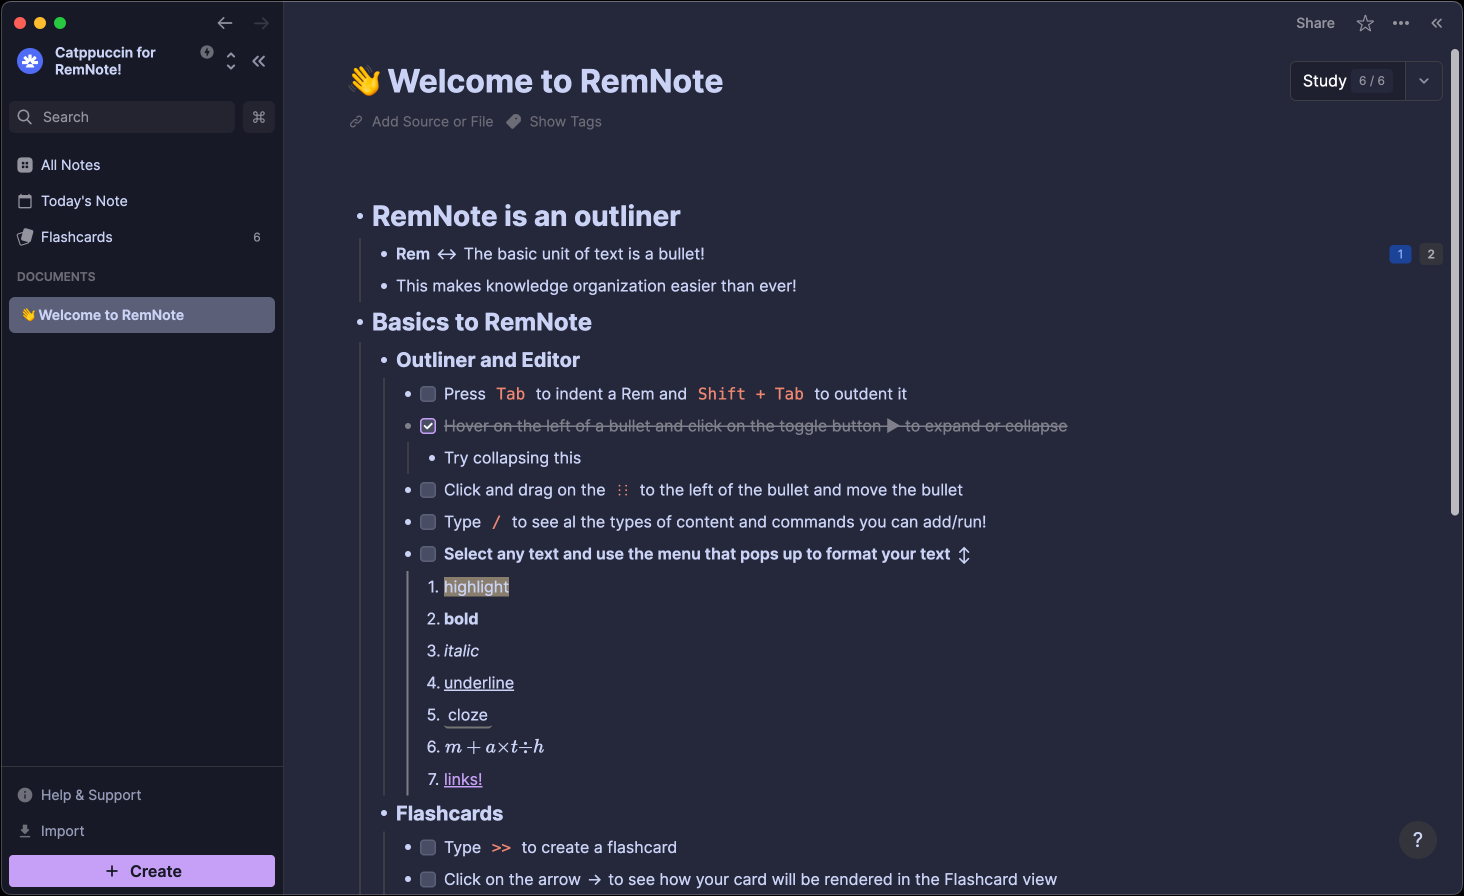 Catppuccin for
RemNote!
Search
⌘
All Notes
Today's Note
Flashcards 6
DOCUMENTS
👋 Welcome to RemNote
Help & Support
Import
+ Create
Share
👋 Welcome to RemNote
Study 6 / 6
Add Source or File Show Tags
• RemNote is an outliner
• Rem ↔ The basic unit of text is a bullet! 1 2
• This makes knowledge organization easier than ever!
• Basics to RemNote
• Outliner and Editor
• Press Tab to indent a Rem and Shift + Tab to outdent it
• Hover on the left of a bullet and click on the toggle button ▶ to expand or collapse
• Try collapsing this
• Click and drag on the ⠿ to the left of the bullet and move the bullet
• Type / to see al the types of content and commands you can add/run!
• Select any text and use the menu that pops up to format your text ↕
1. highlight
2. bold
3. italic
4. underline
5. cloze
6. m + a×t÷h
7. links!
• Flashcards
• Type >> to create a flashcard
• Click on the arrow → to see how your card will be rendered in the Flashcard view
?